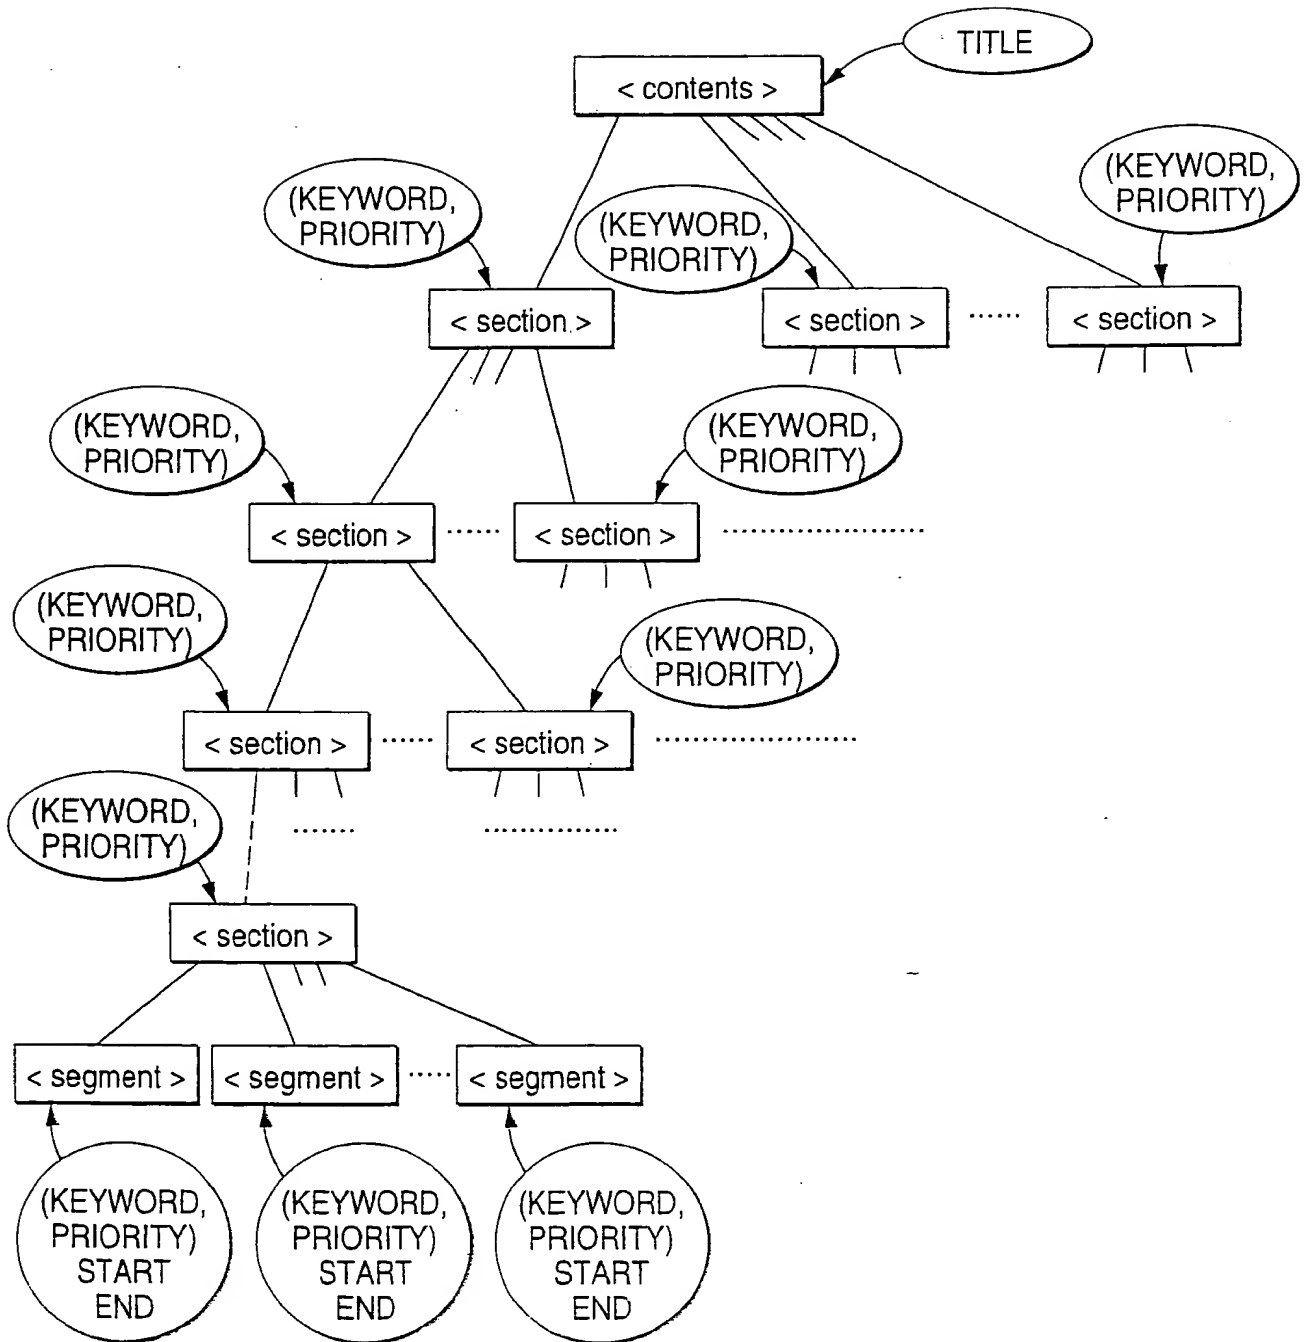 TITLE
< contents >
(KEYWORD,
PRIORITY)
(KEYWORD,
PRIORITY)
(KEYWORD,
PRIORITY)
< section >
< section >
......
< section >
(KEYWORD,
PRIORITY)
(KEYWORD,
PRIORITY)
< section >
......
< section >
(KEYWORD,
PRIORITY)
(KEYWORD,
PRIORITY)
< section >
......
< section >
(KEYWORD,
PRIORITY)
< section >
< segment >
< segment >
.....
< segment >
(KEYWORD,
PRIORITY)
START
END
(KEYWORD,
PRIORITY)
START
END
(KEYWORD,
PRIORITY)
START
END